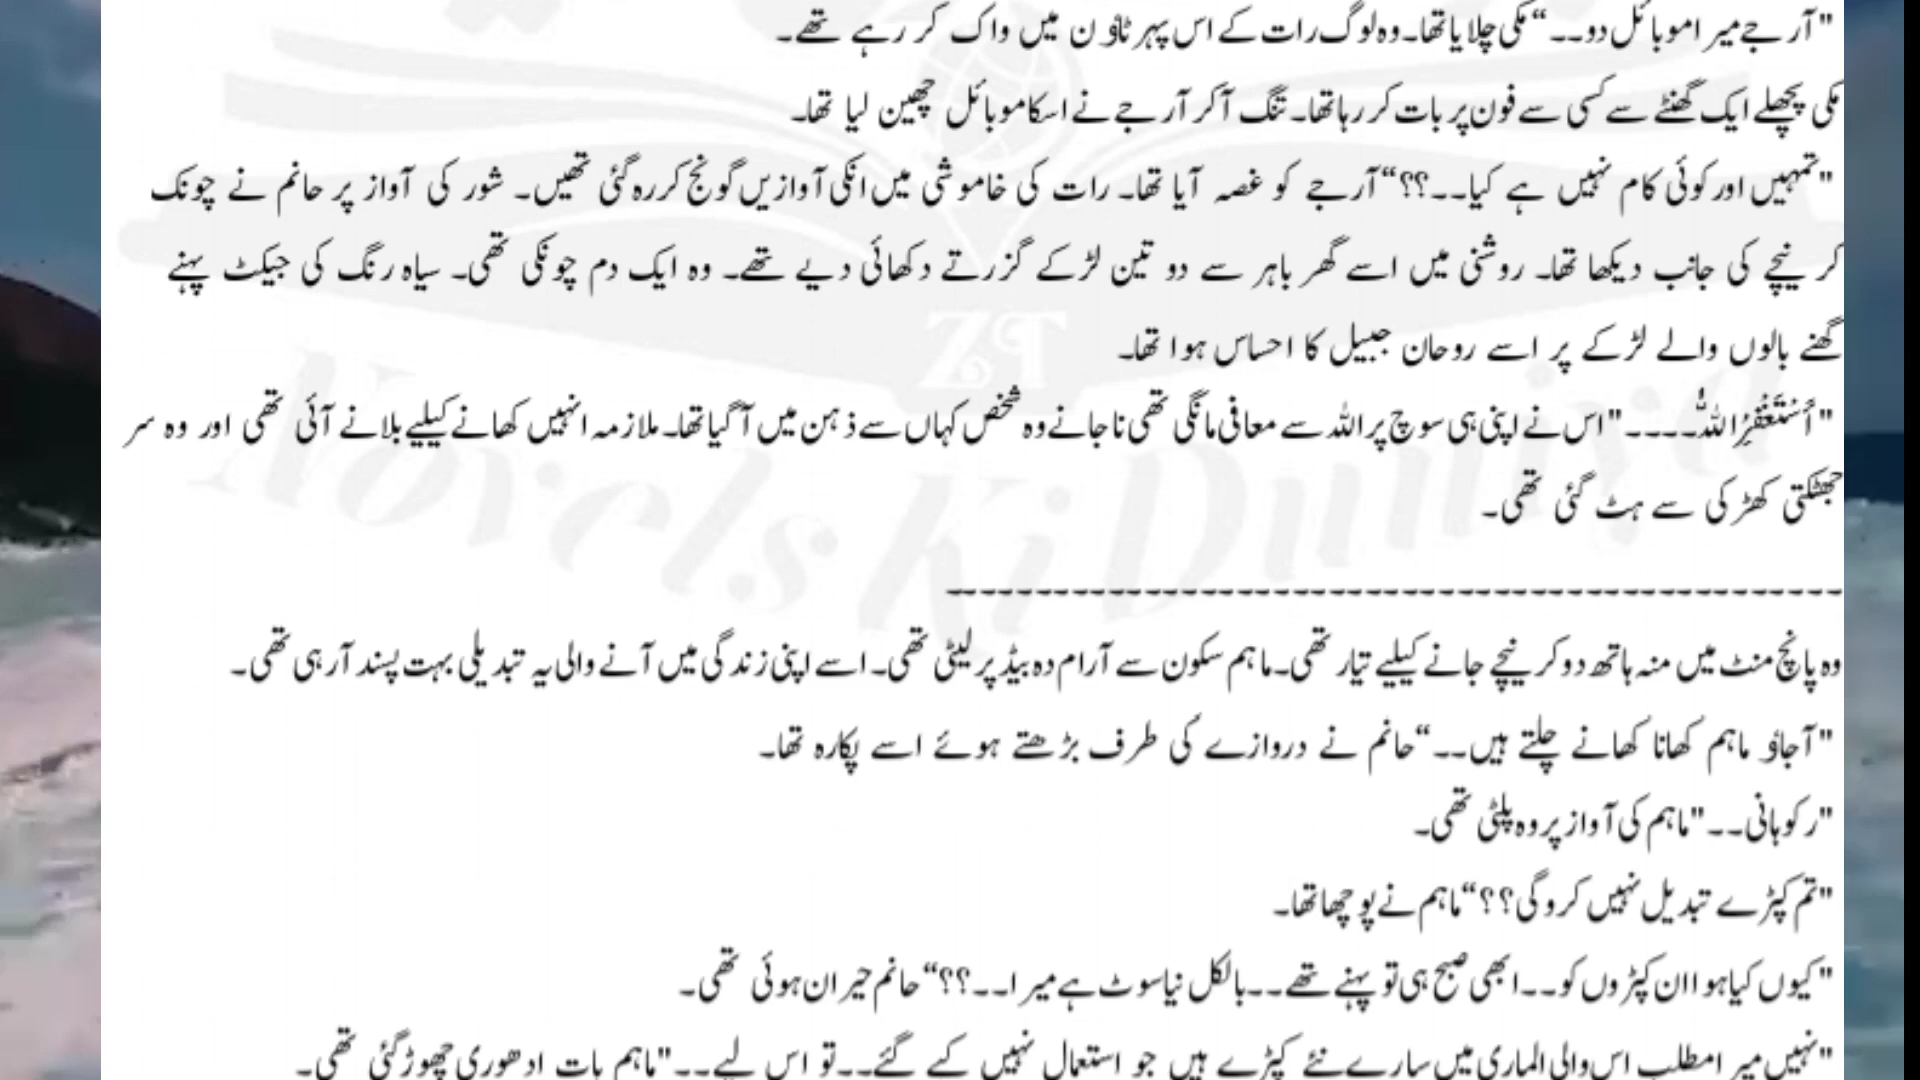 "آر جے میرا موبائل دو۔۔“ مکی چلایا تھا۔ وہ لوگ رات کے اس پہر ٹاؤن میں واک کر رہے تھے۔
مکی پچھلے ایک گھنٹے سے کسی سے فون پر بات کر رہا تھا۔ تنگ آکر آر جے نے اسکا موبائل چھین لیا تھا۔
"تمہیں اور کوئی کام نہیں ہے کیا۔۔؟؟“ آر جے کو غصہ آیا تھا۔ رات کی خاموشی میں انکی آوازیں گونج کر رہ گئی تھیں۔ شور کی آواز پر حانم نے چونک
کر نیچے کی جانب دیکھا تھا۔ روشنی میں اسے گھر باہر سے دو تین لڑکے گزرتے دکھائی دیے تھے۔ وہ ایک دم چونکی تھی۔ سیاہ رنگ کی جیکٹ پہنے
گھنے بالوں والے لڑکے پر اسے روحان جبیل کا احساس ہوا تھا۔
"أَسْتَغْفِرُاللهُ۔۔۔۔" اس نے اپنی ہی سوچ پر اللہ سے معافی مانگی تھی ناجانے وہ شخص کہاں سے ذہن میں آگیا تھا۔ ملازمہ انہیں کھانے کیلیے بلانے آئی تھی اور وہ سر
جھٹکتی کھڑکی سے ہٹ گئی تھی۔
ZT
Novels Ki Duniya
--------------------------------------------------
وہ پانچ منٹ میں منہ ہاتھ دو کر نیچے جانے کیلیے تیار تھی۔ ماہم سکون سے آرام دہ بیڈ پر لیٹی تھی۔ اسے اپنی زندگی میں آنے والی یہ تبدیلی بہت پسند آرہی تھی۔
"آجاؤ ماہم کھانا کھانے چلتے ہیں۔۔“ حانم نے دروازے کی طرف بڑھتے ہوئے اسے پکارہ تھا۔
"رکو ہانی۔۔" ماہم کی آواز پر وہ پلٹی تھی۔
"تم کپڑے تبدیل نہیں کرو گی؟؟“ ماہم نے پوچھا تھا۔
"کیوں کیا ہوا ان کپڑوں کو۔۔ ابھی صبح ہی تو پہنے تھے۔۔ بالکل نیا سوٹ ہے میرا۔۔؟؟“ حانم حیران ہوئی تھی۔
"نہیں میرا مطلب اس والی الماری میں سارے نئے کپڑے ہیں جو استعمال نہیں کے گئے۔۔ تو اس لیے۔۔" ماہم بات ادھوری چھوڑ گئی تھی۔